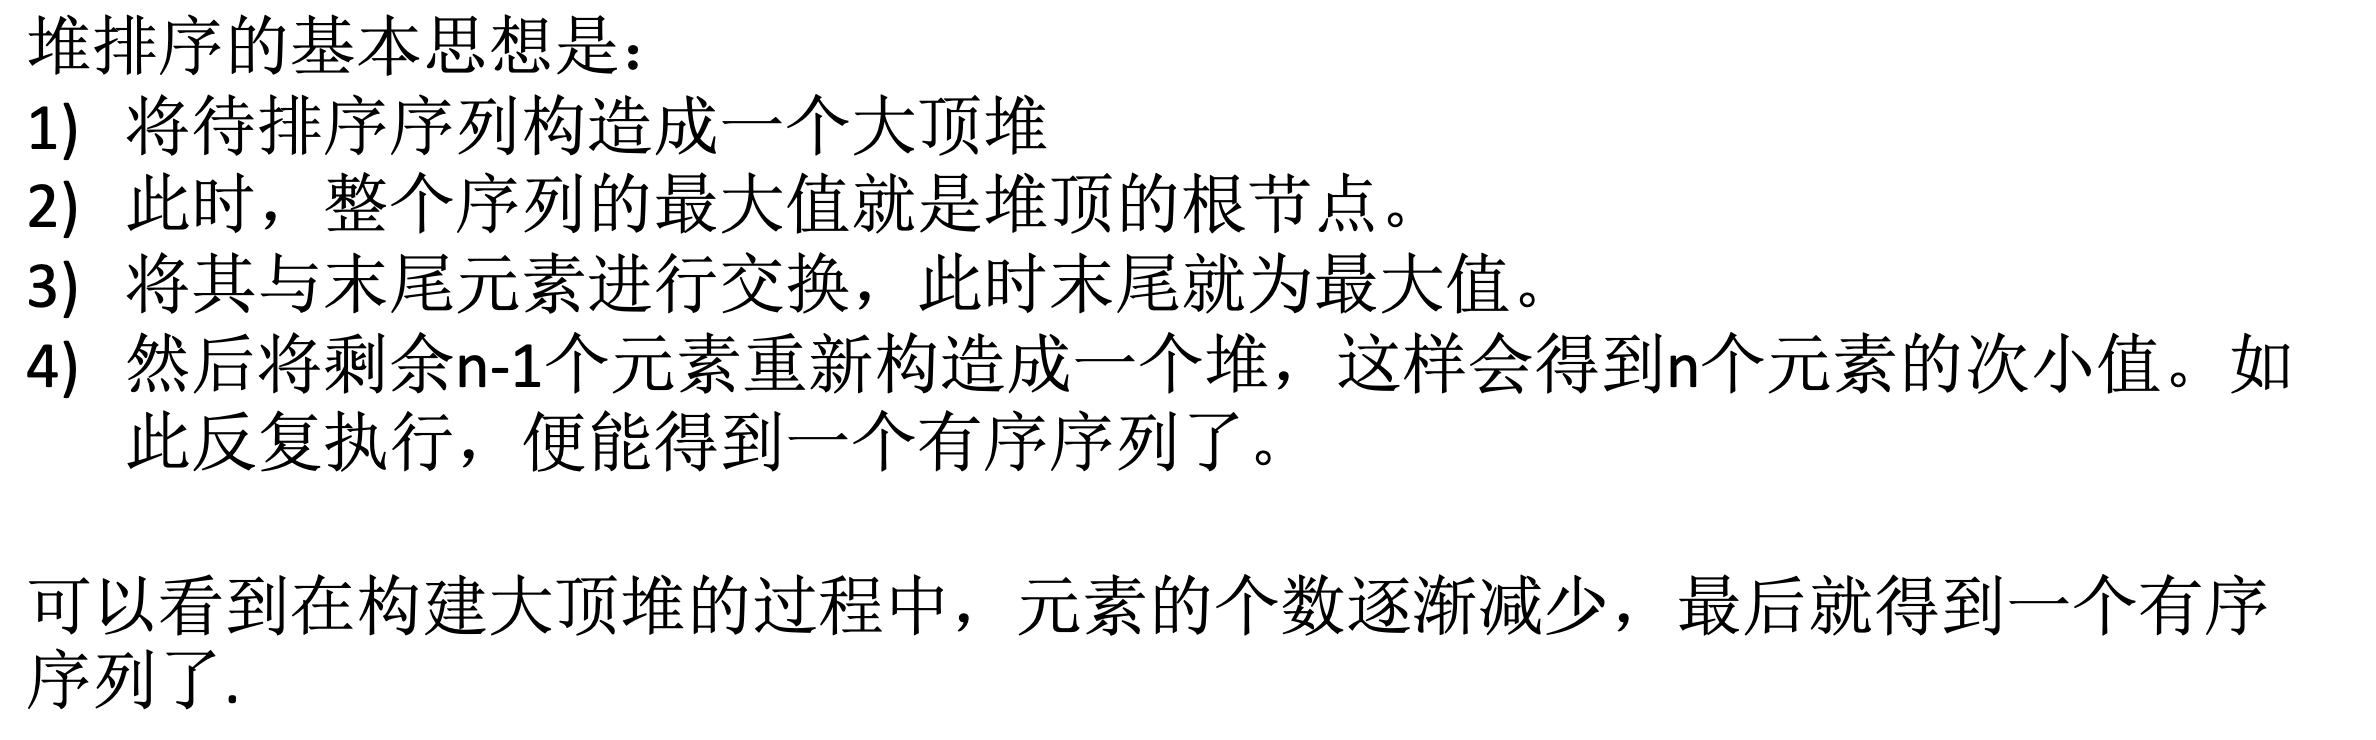 堆排序的基本思想是：
1) 将待排序序列构造成一个大顶堆
2) 此时，整个序列的最大值就是堆顶的根节点。
3) 将其与末尾元素进行交换，此时末尾就为最大值。
4) 然后将剩余n-1个元素重新构造成一个堆，这样会得到n个元素的次小值。如
此反复执行，便能得到一个有序序列了。
可以看到在构建大顶堆的过程中，元素的个数逐渐减少，最后就得到一个有序
序列了.